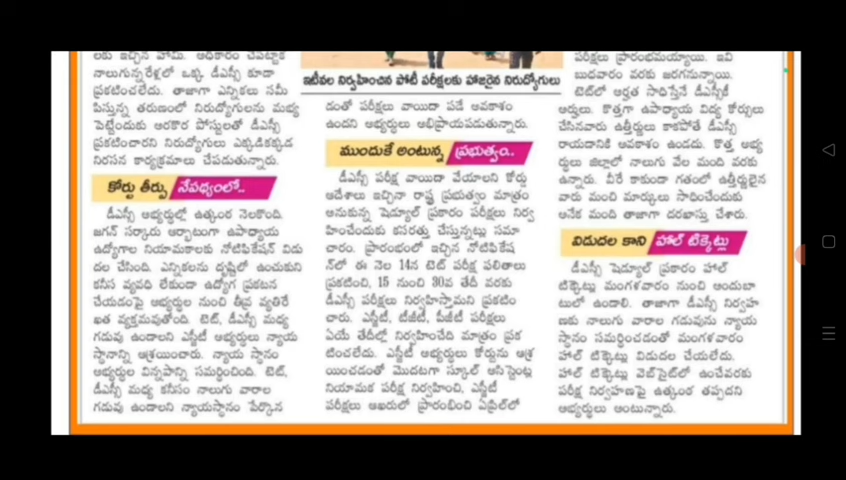 లకు ఇచ్చిన హామీ. అధికారం చేపట్టాక
నాలుగున్నరేళ్లలో ఒక్క డీఎస్సీ కూడా
ప్రకటించలేదు. తాజాగా ఎన్నికలు సమీ
పిస్తున్న తరుణంలో నిరుద్యోగులను మభ్య
పెట్టేందుకు అరకొర పోస్టులతో డీఎస్సీ
ప్రకటించారని నిరుద్యోగులు ఎక్కడికక్కడ
నిరసన కార్యక్రమాలు చేపడుతున్నారు.
కోర్టు తీర్పు నేపథ్యంలో..
డీఎస్సీ అభ్యర్థుల్లో ఉత్కంఠ నెలకొంది.
జగన్ సర్కారు ఆర్భాటంగా ఉపాధ్యాయ
ఉద్యోగాల నియామకాలకు నోటిఫికేషన్ విడు
దల చేసింది. ఎన్నికలను దృష్టిలో ఉంచుకుని
కనీస వ్యవధి లేకుండా ఉద్యోగ ప్రకటన
చేయడంపై అభ్యర్థుల నుంచి తీవ్ర వ్యతిరే
ఖత వ్యక్తమవుతోంది. టెట్, డీఎస్సీ మధ్య
గడువు ఉండాలని ఎస్జీటీ అభ్యర్థులు న్యాయ
స్థానాన్ని ఆశ్రయించారు. న్యాయ స్థానం
అభ్యర్థుల విన్నపాన్ని సమర్థించింది. టెట్,
డీఎస్సీ మధ్య కనీసం నాలుగు వారాల
గడువు ఉండాలని న్యాయస్థానం పేర్కొన
ఇటీవల నిర్వహించిన పోటీ పరీక్షలకు హాజరైన నిరుద్యోగులు
డంతో పరీక్షలు వాయిదా పడే అవకాశం
ఉందని అభ్యర్థులు అభిప్రాయపడుతున్నారు.
ముందుకే అంటున్న ప్రభుత్వం..
డీఎస్సీ పరీక్ష వాయిదా వేయాలని కోర్టు
ఆదేశాలు ఇచ్చినా రాష్ట్ర ప్రభుత్వం మాత్రం
అనుకున్న షెడ్యూల్ ప్రకారం పరీక్షలు నిర్వ
హించేందుకు కసరత్తు చేస్తున్నట్లు సమా
చారం. ప్రారంభంలో ఇచ్చిన నోటిఫికేష
న్‌లో ఈ నెల 14న టెట్ పరీక్ష ఫలితాలు
ప్రకటించి, 15 నుంచి 30వ తేదీ వరకు
డీఎస్సీ పరీక్షలు నిర్వహిస్తామని ప్రకటిం
చారు. ఎస్జీటీ, టీజీటీ, పీజీటీ పరీక్షలు
ఏయే తేదీల్లో నిర్వహించేది మాత్రం ప్రక
టించలేదు. ఎస్జీటీ అభ్యర్థులు కోర్టును ఆశ్ర
యించడంతో మొదటగా స్కూల్ అసిస్టెంట్ల
నియామక పరీక్ష నిర్వహించి, ఎస్జీటీ
పరీక్షలు ఆఖరులో ప్రారంభించి ఏప్రిల్‌లో
పరీక్షలు ప్రారంభమయ్యాయి. ఇవి
బుధవారం వరకు జరగనున్నాయి.
టెట్‌లో అర్హత సాధిస్తేనే డీఎస్సీకి
అర్హులు. కొత్తగా ఉపాధ్యాయ విద్య కోర్సులు
చేసినవారు ఉత్తీర్ణులు కాకపోతే డీఎస్సీ
రాయడానికి అవకాశం ఉండదు. కొత్త అభ్య
ర్థులు జిల్లాలో నాలుగు వేల మంది వరకు
ఉన్నారు. వీరే కాకుండా గతంలో ఉత్తీర్ణులైన
వారు మంచి మార్కులు సాధించేందుకు
అనేక మంది తాజాగా దరఖాస్తు చేశారు.
విడుదల కాని హాల్ టిక్కెట్లు
డీఎస్సీ షెడ్యూల్ ప్రకారం హాల్
టిక్కెట్లు మంగళవారం నుంచి అందుబా
టులో ఉండాలి. తాజాగా డీఎస్సీ నిర్వహ
ణకు నాలుగు వారాల గడువును న్యాయ
స్థానం సమర్థించడంతో మంగళవారం
హాల్ టిక్కెట్లు విడుదల చేయలేదు.
హాల్ టిక్కెట్లు వెబ్‌సైట్‌లో ఉంచేవరకు
పరీక్ష నిర్వహణపై ఉత్కంఠ తప్పదని
అభ్యర్థులు అంటున్నారు.